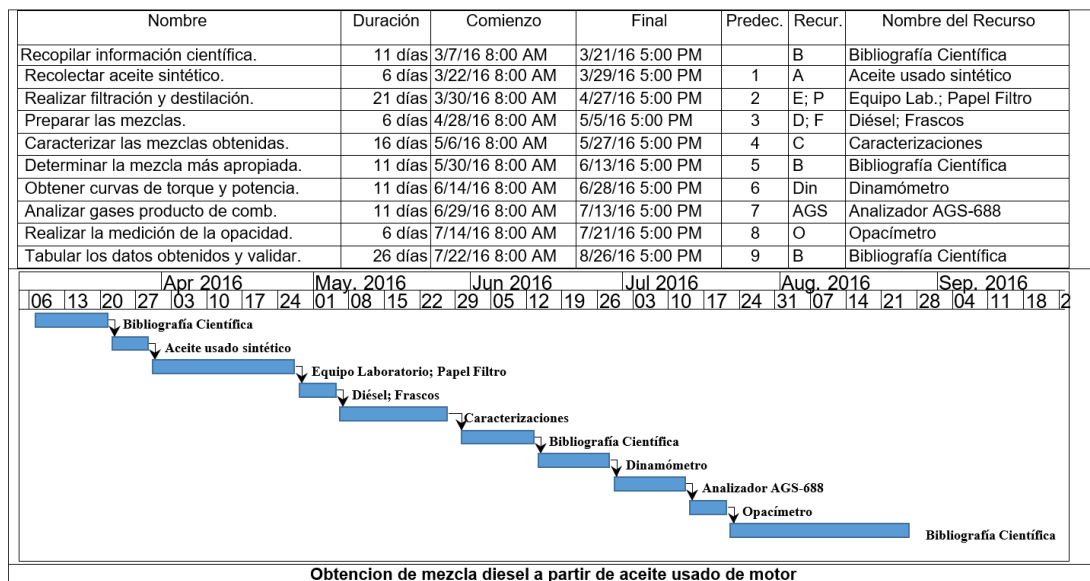 Nombre Duración Comienzo Final Predec. Recur. Nombre del Recurso
Recopilar información científica. 11 días 3/7/16 8:00 AM 3/21/16 5:00 PM B Bibliografía Científica
Recolectar aceite sintético. 6 días 3/22/16 8:00 AM 3/29/16 5:00 PM 1 A Aceite usado sintético
Realizar filtración y destilación. 21 días 3/30/16 8:00 AM 4/27/16 5:00 PM 2 E; P Equipo Lab.; Papel Filtro
Preparar las mezclas. 6 días 4/28/16 8:00 AM 5/5/16 5:00 PM 3 D; F Diésel; Frascos
Caracterizar las mezclas obtenidas. 16 días 5/6/16 8:00 AM 5/27/16 5:00 PM 4 C Caracterizaciones
Determinar la mezcla más apropiada. 11 días 5/30/16 8:00 AM 6/13/16 5:00 PM 5 B Bibliografía Científica
Obtener curvas de torque y potencia. 11 días 6/14/16 8:00 AM 6/28/16 5:00 PM 6 Din Dinamómetro
Analizar gases producto de comb. 11 días 6/29/16 8:00 AM 7/13/16 5:00 PM 7 AGS Analizador AGS-688
Realizar la medición de la opacidad. 6 días 7/14/16 8:00 AM 7/21/16 5:00 PM 8 O Opacímetro
Tabular los datos obtenidos y validar. 26 días 7/22/16 8:00 AM 8/26/16 5:00 PM 9 B Bibliografía Científica
Apr 2016 May. 2016 Jun 2016 Jul 2016 Aug. 2016 Sep. 2016
06 13 20 27 03 10 17 24 01 08 15 22 29 05 12 19 26 03 10 17 24 31 07 14 21 28 04 11 18 2
Bibliografía Científica
Aceite usado sintético
Equipo Laboratorio; Papel Filtro
Diésel; Frascos
Caracterizaciones
Bibliografía Científica
Dinamómetro
Analizador AGS-688
Opacímetro
Bibliografía Científica
Obtencion de mezcla diesel a partir de aceite usado de motor